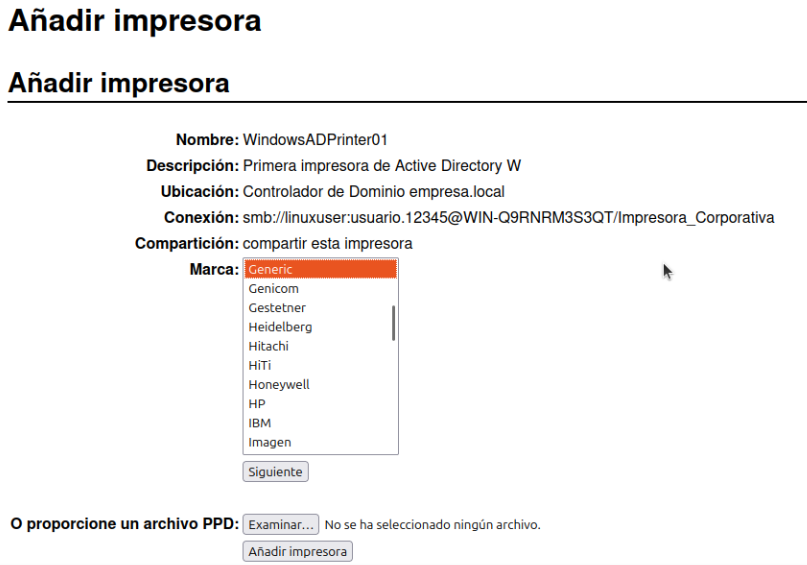 Añadir impresora
Añadir impresora
Nombre: WindowsADPrinter01
Descripción: Primera impresora de Active Directory W
Ubicación: Controlador de Dominio empresa.local
Conexión: smb://linuxuser:usuario.12345@WIN-Q9RNRM3S3QT/Impresora_Corporativa
Compartición: compartir esta impresora
Marca: Generic
Genicom
Gestetner
Heidelberg
Hitachi
HiTi
Honeywell
HP
IBM
Imagen
Siguiente
O proporcione un archivo PPD: Examinar... No se ha seleccionado ningún archivo.
Añadir impresora